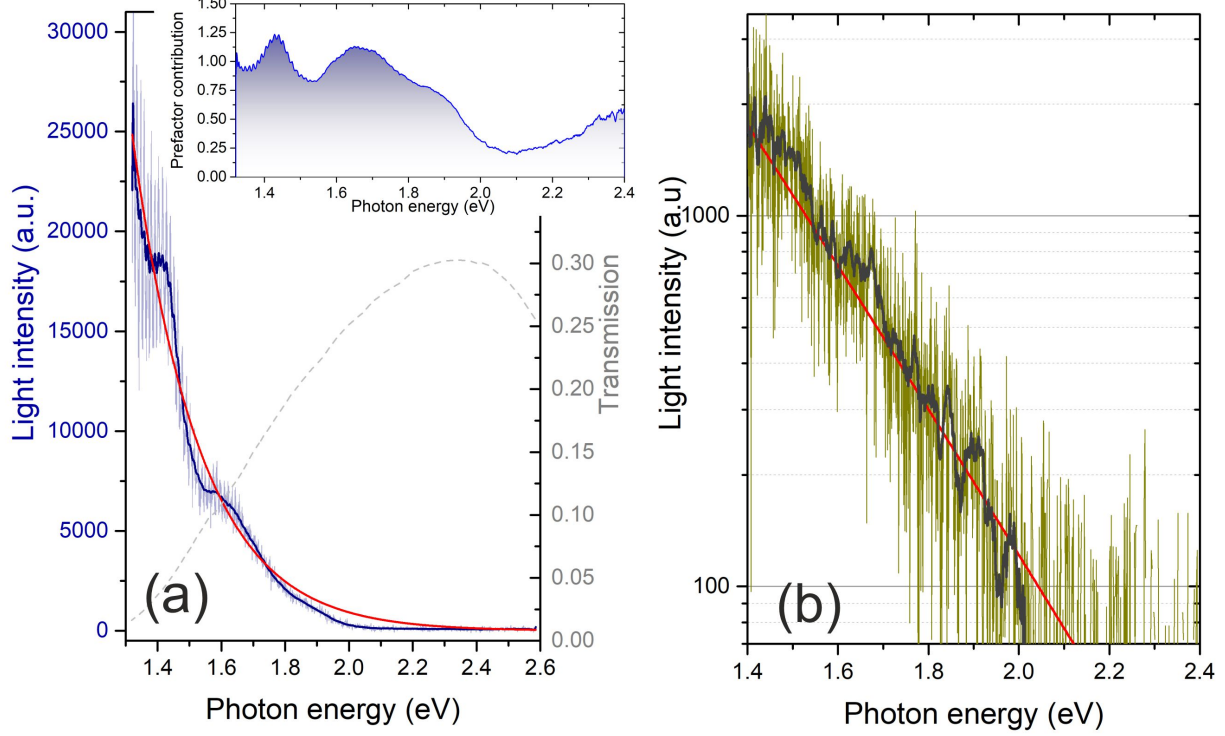 1.50
1.25
1.00
0.75
0.50
0.25
0.00
Prefactor contribution
1.4 1.6 1.8 2.0 2.2 2.4
Photon energy (eV)
30000
25000
20000
15000
10000
5000
0
Light intensity (a.u.)
0.30
0.25
0.20
0.15
0.10
0.05
0.00
Transmission
(a)
1.4 1.6 1.8 2.0 2.2 2.4 2.6
Photon energy (eV)
1000
100
Light intensity (a.u)
(b)
1.4 1.6 1.8 2.0 2.2 2.4
Photon energy (eV)